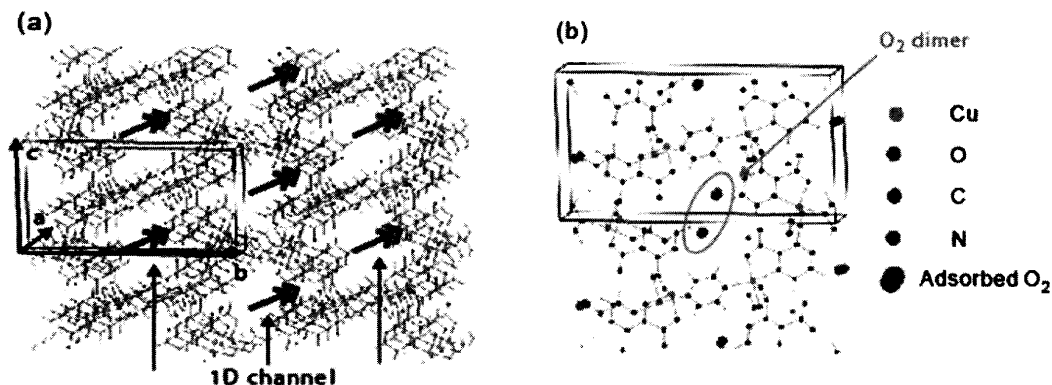 (a)
c
a
b
1D channel
(b)
O₂ dimer
Cu
O
C
N
Adsorbed O₂